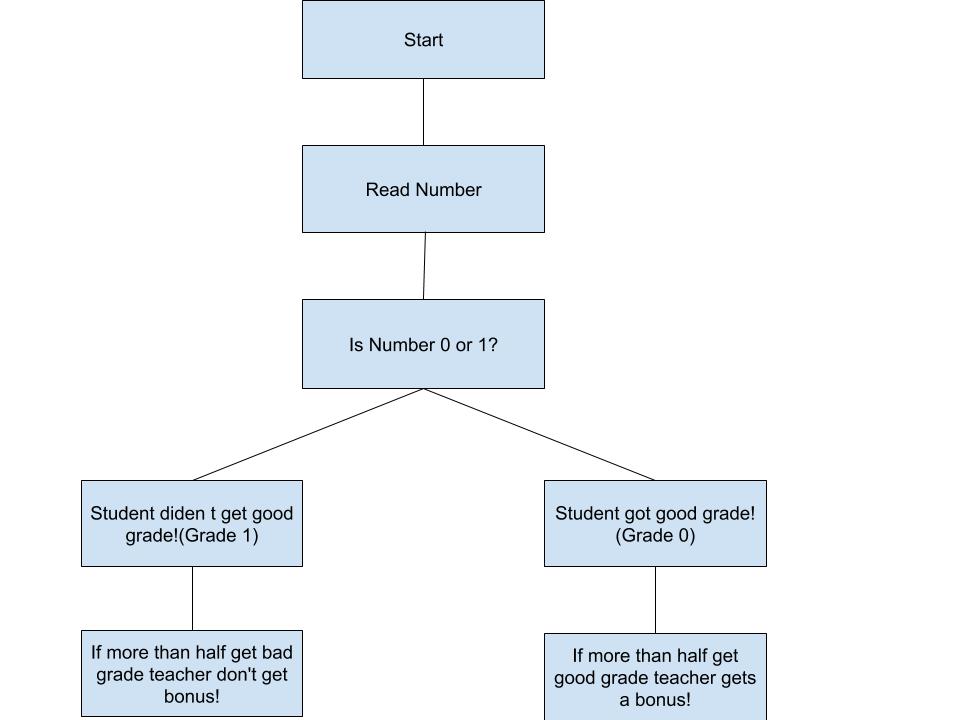 Start
Read Number
Is Number 0 or 1?
Student diden t get good
grade!(Grade 1)
Student got good grade!
(Grade 0)
If more than half get bad
grade teacher don't get
bonus!
If more than half get
good grade teacher gets
a bonus!